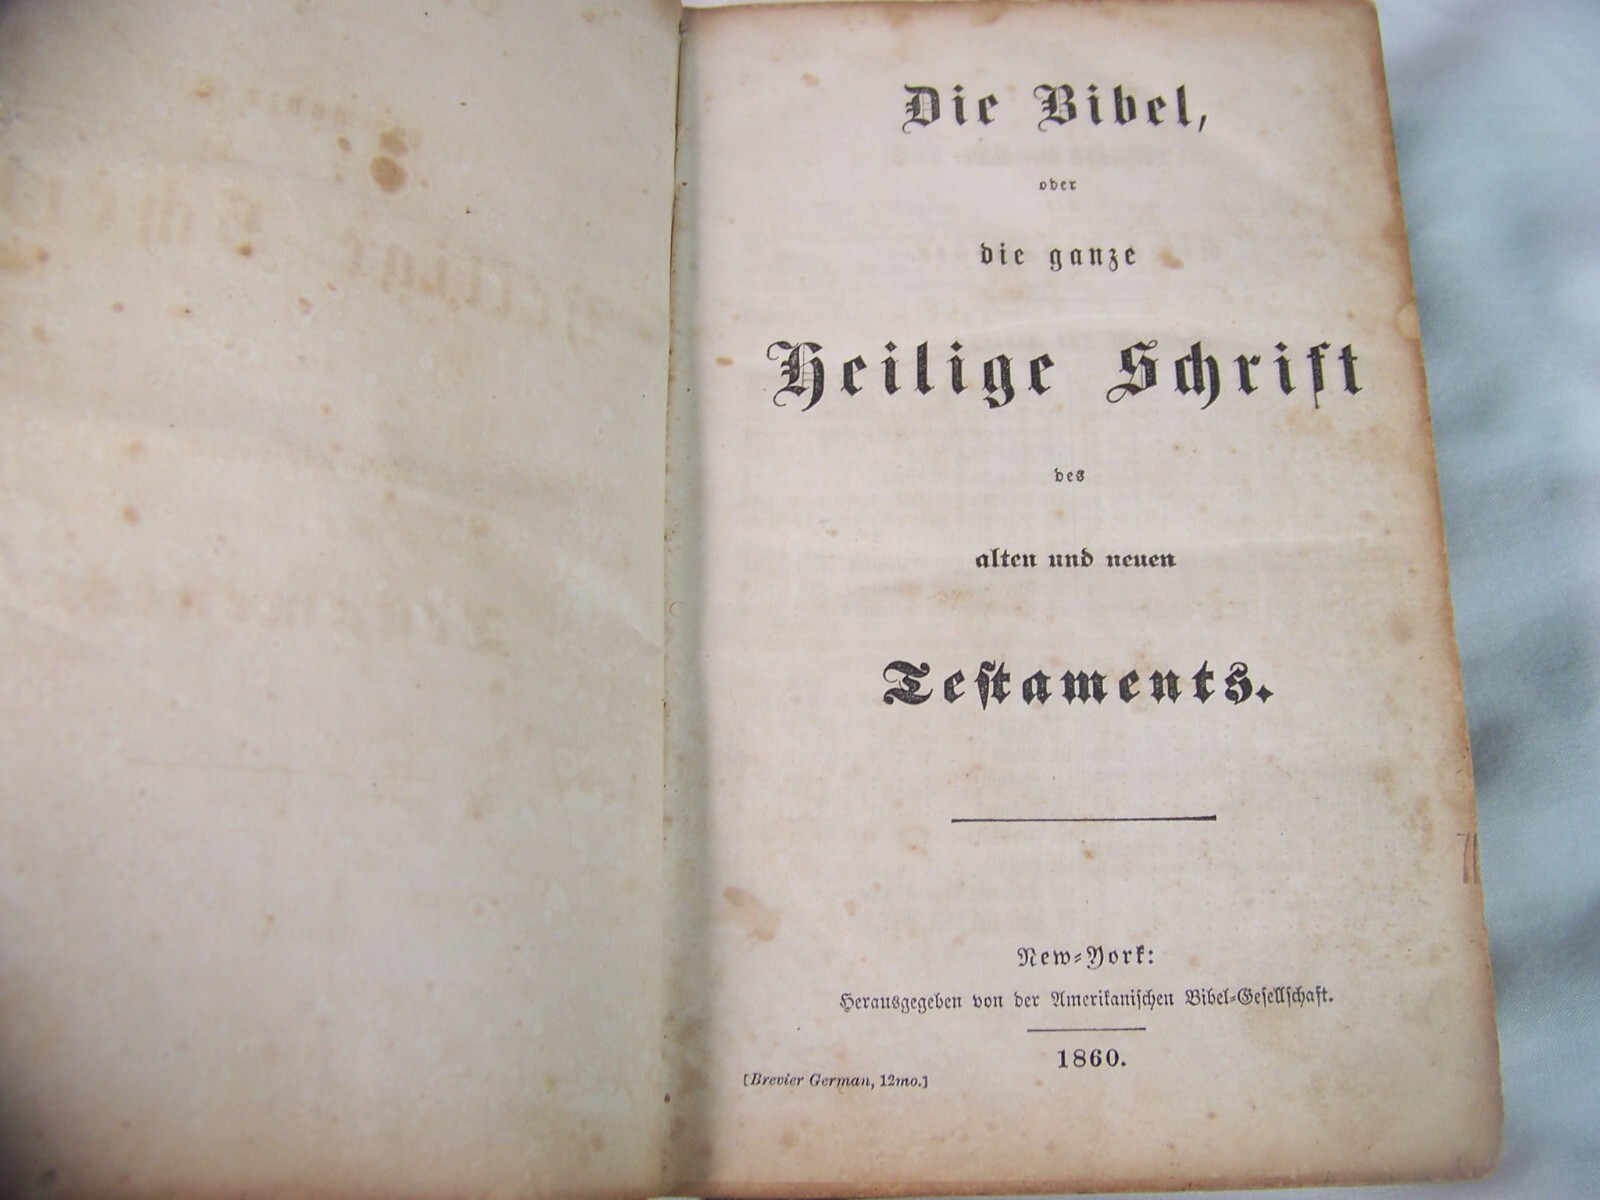 Die Bibel,
oder
die ganze
Heilige Schrift
des
alten und neuen
Testaments.
New-York:
Herausgegeben von der Amerikanischen Bibel-Gesellschaft.
1860.
[Brevier German, 12mo.]